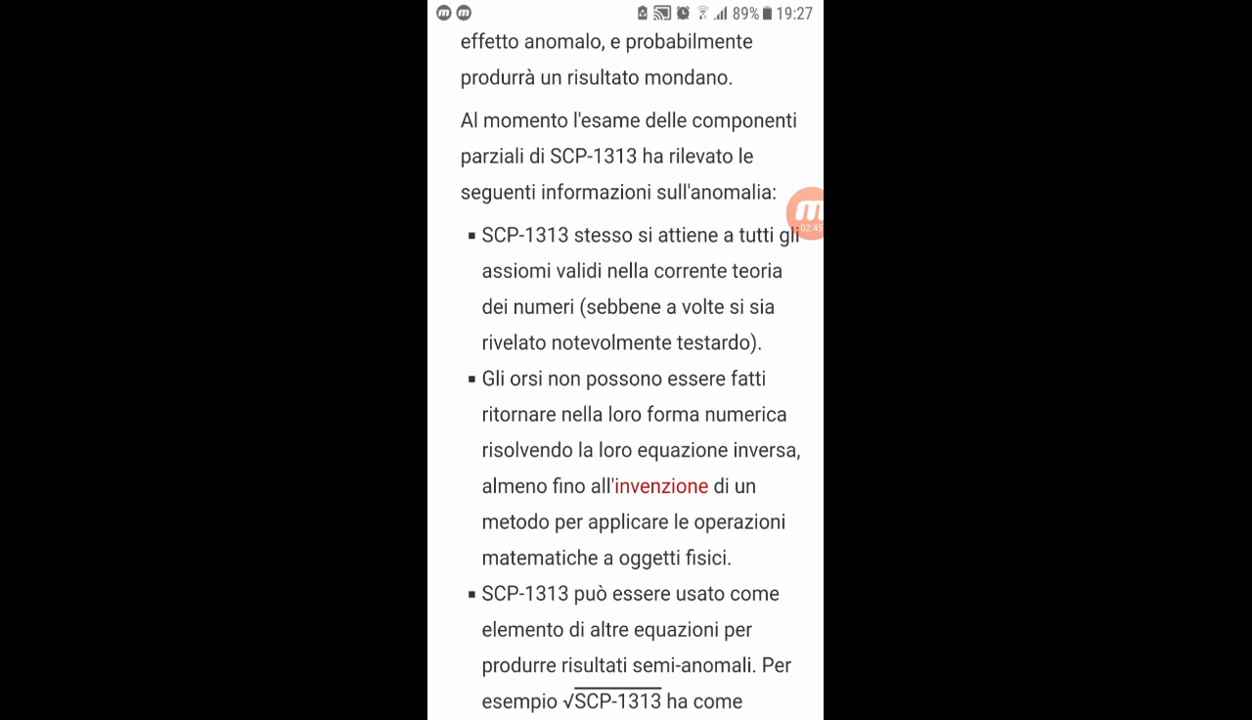 89% 19:27
effetto anomalo, e probabilmente
produrrà un risultato mondano.
Al momento l'esame delle componenti
parziali di SCP-1313 ha rilevato le
seguenti informazioni sull'anomalia:
02:45
▪ SCP-1313 stesso si attiene a tutti gli
assiomi validi nella corrente teoria
dei numeri (sebbene a volte si sia
rivelato notevolmente testardo).
▪ Gli orsi non possono essere fatti
ritornare nella loro forma numerica
risolvendo la loro equazione inversa,
almeno fino all'invenzione di un
metodo per applicare le operazioni
matematiche a oggetti fisici.
▪ SCP-1313 può essere usato come
elemento di altre equazioni per
produrre risultati semi-anomali. Per
esempio √SCP-1313 ha come